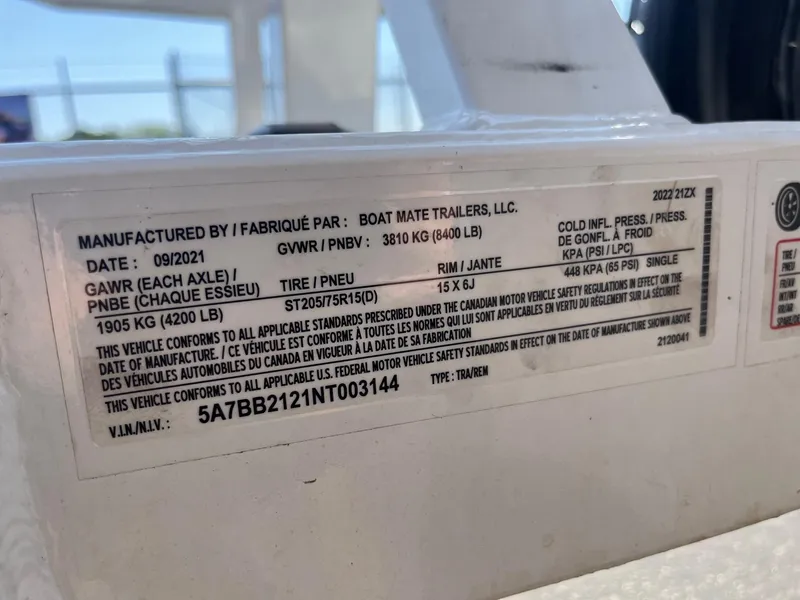 2022 21ZX
MANUFACTURED BY / FABRIQUÉ PAR : BOAT MATE TRAILERS, LLC.
DATE : 09/2021 GVWR / PNBV : 3810 KG (8400 LB)
COLD INFL. PRESS. / PRESS.
DE GONFL. À FROID
KPA (PSI / LPC)
GAWR (EACH AXLE) / TIRE / PNEU RIM / JANTE
PNBE (CHAQUE ESSIEU)
1905 KG (4200 LB) ST205/75R15(D) 15 X 6J 448 KPA (65 PSI) SINGLE
THIS VEHICLE CONFORMS TO ALL APPLICABLE STANDARDS PRESCRIBED UNDER THE CANADIAN MOTOR VEHICLE SAFETY REGULATIONS IN EFFECT ON THE
DATE OF MANUFACTURE. / CE VÉHICULE EST CONFORME À TOUTES LES NORMES QUI LUI SONT APPLICABLES EN VERTU DU RÈGLEMENT SUR LA SÉCURITÉ
DES VÉHICULES AUTOMOBILES DU CANADA EN VIGUEUR À LA DATE DE SA FABRICATION
THIS VEHICLE CONFORMS TO ALL APPLICABLE U.S. FEDERAL MOTOR VEHICLE SAFETY STANDARDS IN EFFECT ON THE DATE OF MANUFACTURE SHOWN ABOVE
V.I.N./N.I.V. : 5A7BB2121NT003144 TYPE : TRA/REM 2120041
TIRE /
PNEU